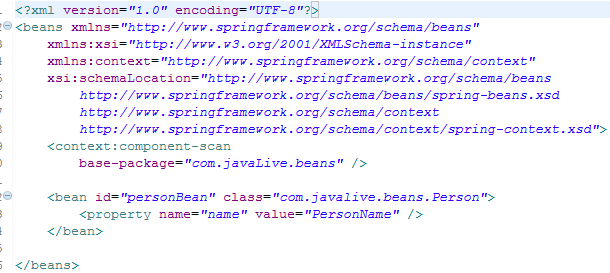 <?xml version="1.0" encoding="UTF-8"?>
<beans xmlns="http://www.springframework.org/schema/beans"
xmlns:xsi="http://www.w3.org/2001/XMLSchema-instance"
xmlns:context="http://www.springframework.org/schema/context"
xsi:schemaLocation="http://www.springframework.org/schema/beans
http://www.springframework.org/schema/beans/spring-beans.xsd
http://www.springframework.org/schema/context
http://www.springframework.org/schema/context/spring-context.xsd">
<context:component-scan
base-package="com.javaLive.beans" />
<bean id="personBean" class="com.javalive.beans.Person">
<property name="name" value="PersonName" />
</bean>
</beans>